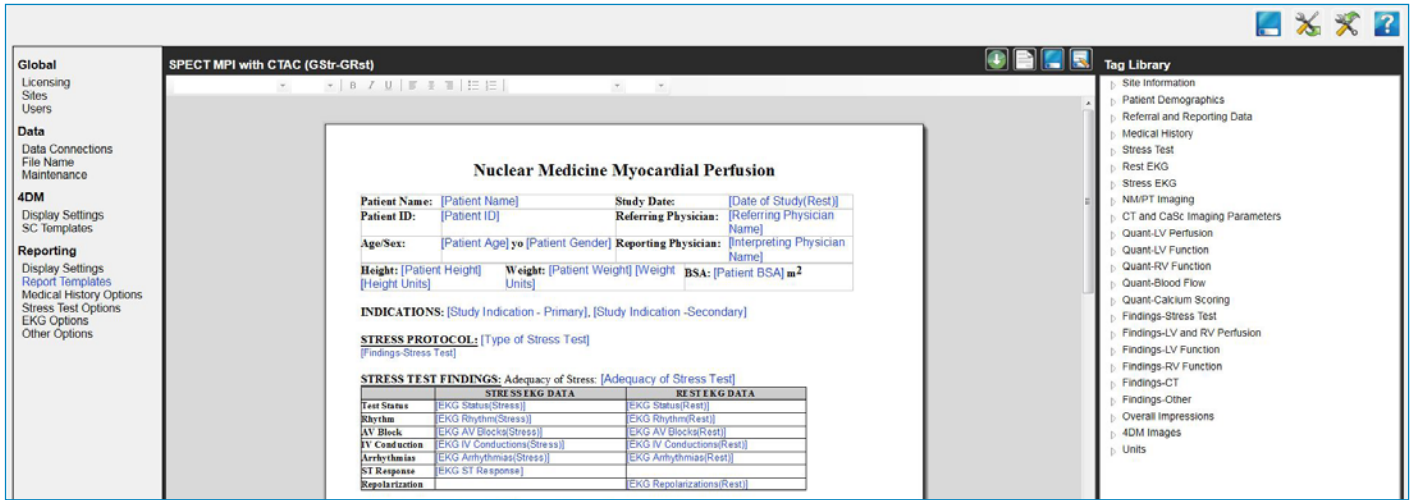 Global
Licensing
Sites
Users
Data
Data Connections
File Name
Maintenance
4DM
Display Settings
SC Templates
Reporting
Display Settings
Report Templates
Medical History Options
Stress Test Options
EKG Options
Other Options
SPECT MPI with CTAC (GStr-GRst)
B I U
Nuclear Medicine Myocardial Perfusion
Patient Name: [Patient Name] Study Date: [Date of Study(Rest)]
Patient ID: [Patient ID] Referring Physician: [Referring Physician
Name]
Age/Sex: [Patient Age] yo [Patient Gender] Reporting Physician: [Interpreting Physician
Name]
Height: [Patient Height] Weight: [Patient Weight] [Weight BSA: [Patient BSA] m2
[Height Units] Units]
INDICATIONS: [Study Indication - Primary], [Study Indication -Secondary]
STRESS PROTOCOL: [Type of Stress Test]
[Findings-Stress Test]
STRESS TEST FINDINGS: Adequacy of Stress: [Adequacy of Stress Test]
STRESS EKG DATA REST EKG DATA
Test Status [EKG Status(Stress)] [EKG Status(Rest)]
Rhythm [EKG Rhythm(Stress)] [EKG Rhythm(Rest)]
AV Block [EKG AV Blocks(Stress)] [EKG AV Blocks(Rest)]
IV Conduction [EKG IV Conductions(Stress)] [EKG IV Conductions(Rest)]
Arrhythmias [EKG Arrhythmias(Stress)] [EKG Arrhythmias(Rest)]
ST Response [EKG ST Response]
Repolarization [EKG Repolarizations(Rest)]
Tag Library
Site Information
Patient Demographics
Referral and Reporting Data
Medical History
Stress Test
Rest EKG
Stress EKG
NM/PT Imaging
CT and CaSc Imaging Parameters
Quant-LV Perfusion
Quant-LV Function
Quant-RV Function
Quant-Blood Flow
Quant-Calcium Scoring
Findings-Stress Test
Findings-LV and RV Perfusion
Findings-LV Function
Findings-RV Function
Findings-CT
Findings-Other
Overall Impressions
4DM Images
Units